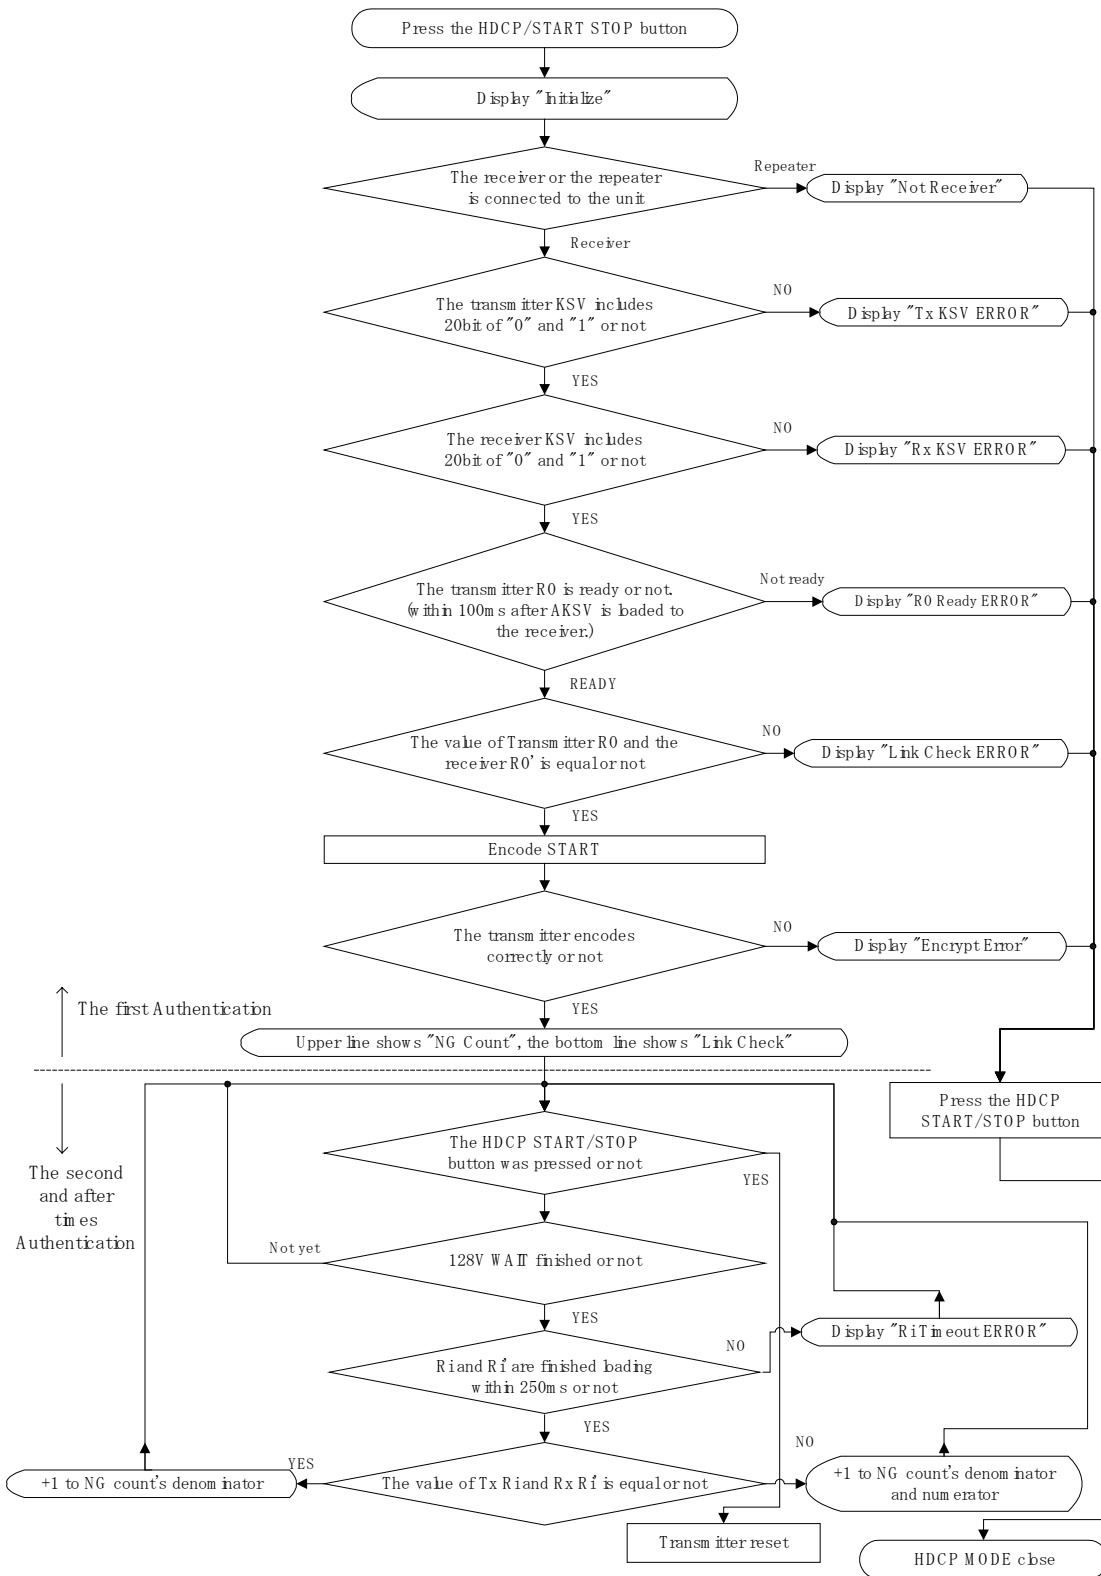 Press the HDCP/START STOP button
Display "Initialize"
The receiver or the repeater
is connected to the unit
Repeater
Display "Not Receiver"
Receiver
The transmitter KSV includes
20bit of "0" and "1" or not
NO
Display "Tx KSV ERROR"
YES
The receiver KSV includes
20bit of "0" and "1" or not
NO
Display "Rx KSV ERROR"
YES
The transmitter R0 is ready or not.
(within 100ms after AKSV is loaded to
the receiver.)
Not ready
Display "R0 Ready ERROR"
READY
The value of Transmitter R0 and the
receiver R0' is equal or not
NO
Display "Link Check ERROR"
YES
Encode START
The transmitter encodes
correctly or not
NO
Display "Encrypt Error"
YES
The first Authentication
Upper line shows "NG Count", the bottom line shows "Link Check"
Press the HDCP
START/STOP button
The HDCP START/STOP
button was pressed or not
YES
The second
and after
times
Authentication
Not yet
128V WAIT finished or not
YES
Display "Ri Timeout ERROR"
NO
Ri and Ri' are finished loading
within 250ms or not
YES
NO
YES
+1 to NG count's denominator
The value of Tx Ri and Rx Ri' is equal or not
+1 to NG count's denominator
and numerator
Transmitter reset
HDCP MODE close